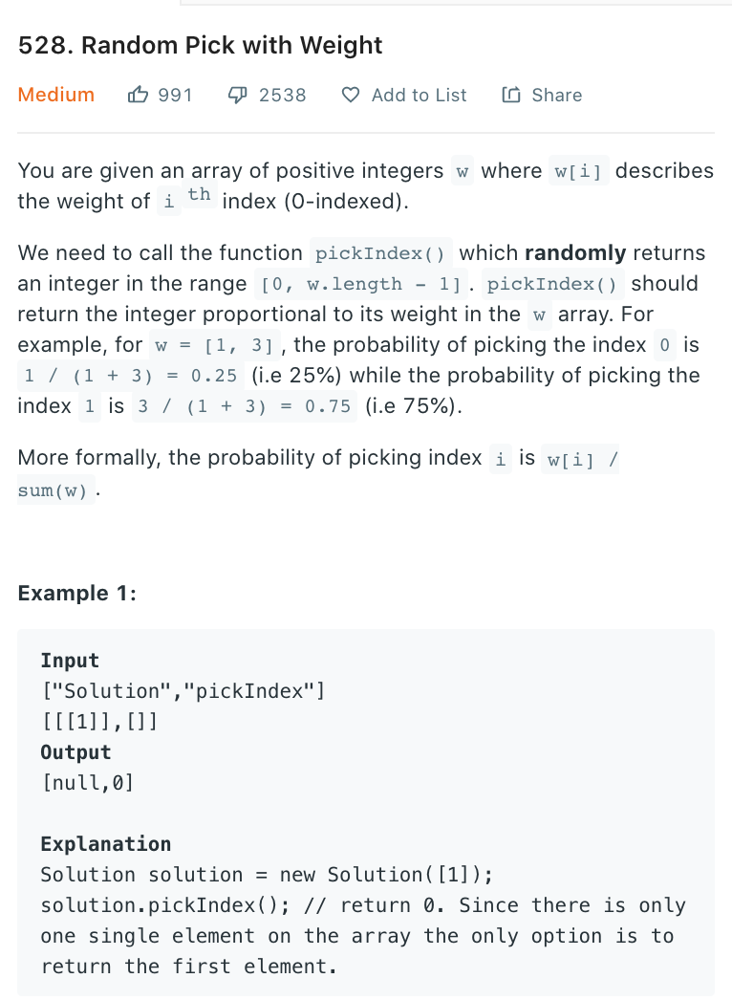 528. Random Pick with Weight
Medium 991 2538 Add to List Share
You are given an array of positive integers w where w[i] describes
the weight of i th index (0-indexed).
We need to call the function pickIndex() which randomly returns
an integer in the range [0, w.length - 1]. pickIndex() should
return the integer proportional to its weight in the w array. For
example, for w = [1, 3], the probability of picking the index 0 is
1 / (1 + 3) = 0.25 (i.e 25%) while the probability of picking the
index 1 is 3 / (1 + 3) = 0.75 (i.e 75%).
More formally, the probability of picking index i is w[i] /
sum(w).
Example 1:
Input
["Solution","pickIndex"]
[[[1]],[]]
Output
[null,0]
Explanation
Solution solution = new Solution([1]);
solution.pickIndex(); // return 0. Since there is only
one single element on the array the only option is to
return the first element.